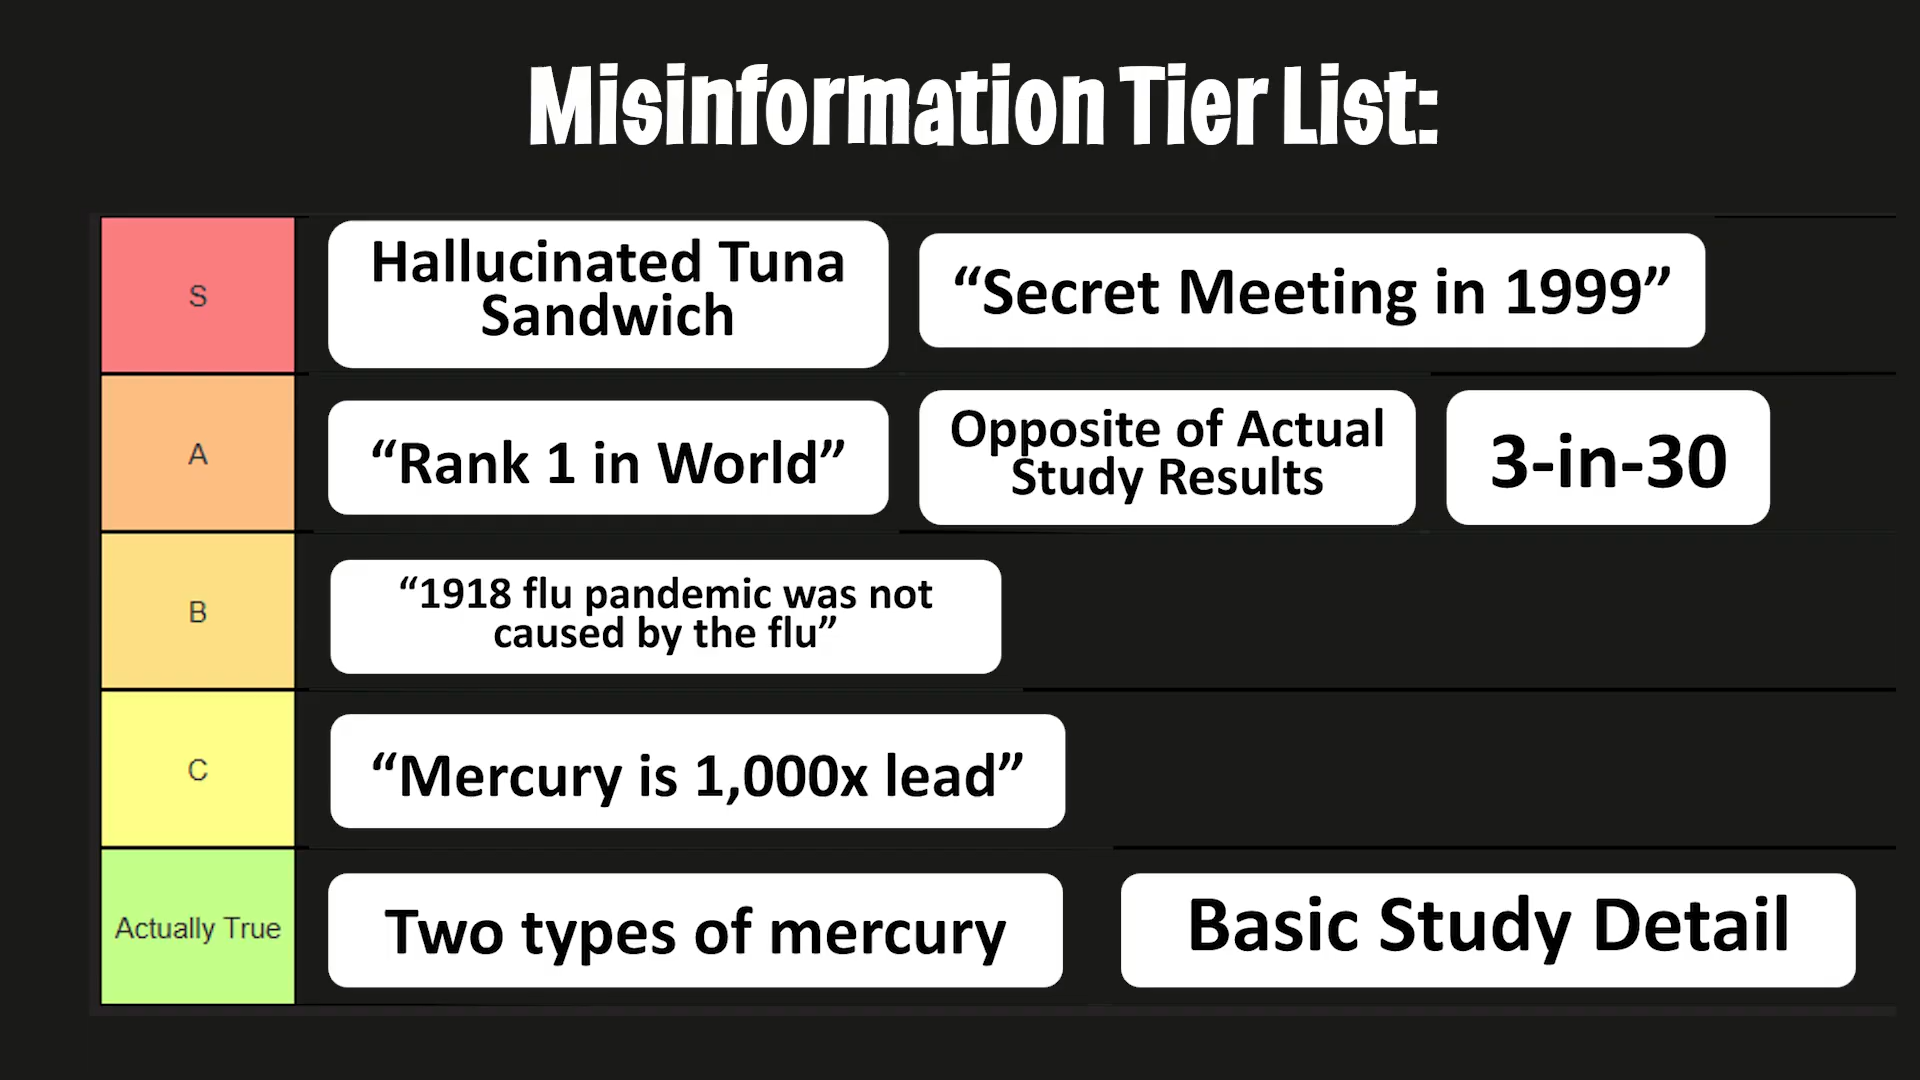 Misinformation Tier List:
S
Hallucinated Tuna
Sandwich
“Secret Meeting in 1999”
A
“Rank 1 in World”
Opposite of Actual
Study Results
3-in-30
B
“1918 flu pandemic was not
caused by the flu”
C
“Mercury is 1,000x lead”
Actually True
Two types of mercury
Basic Study Detail